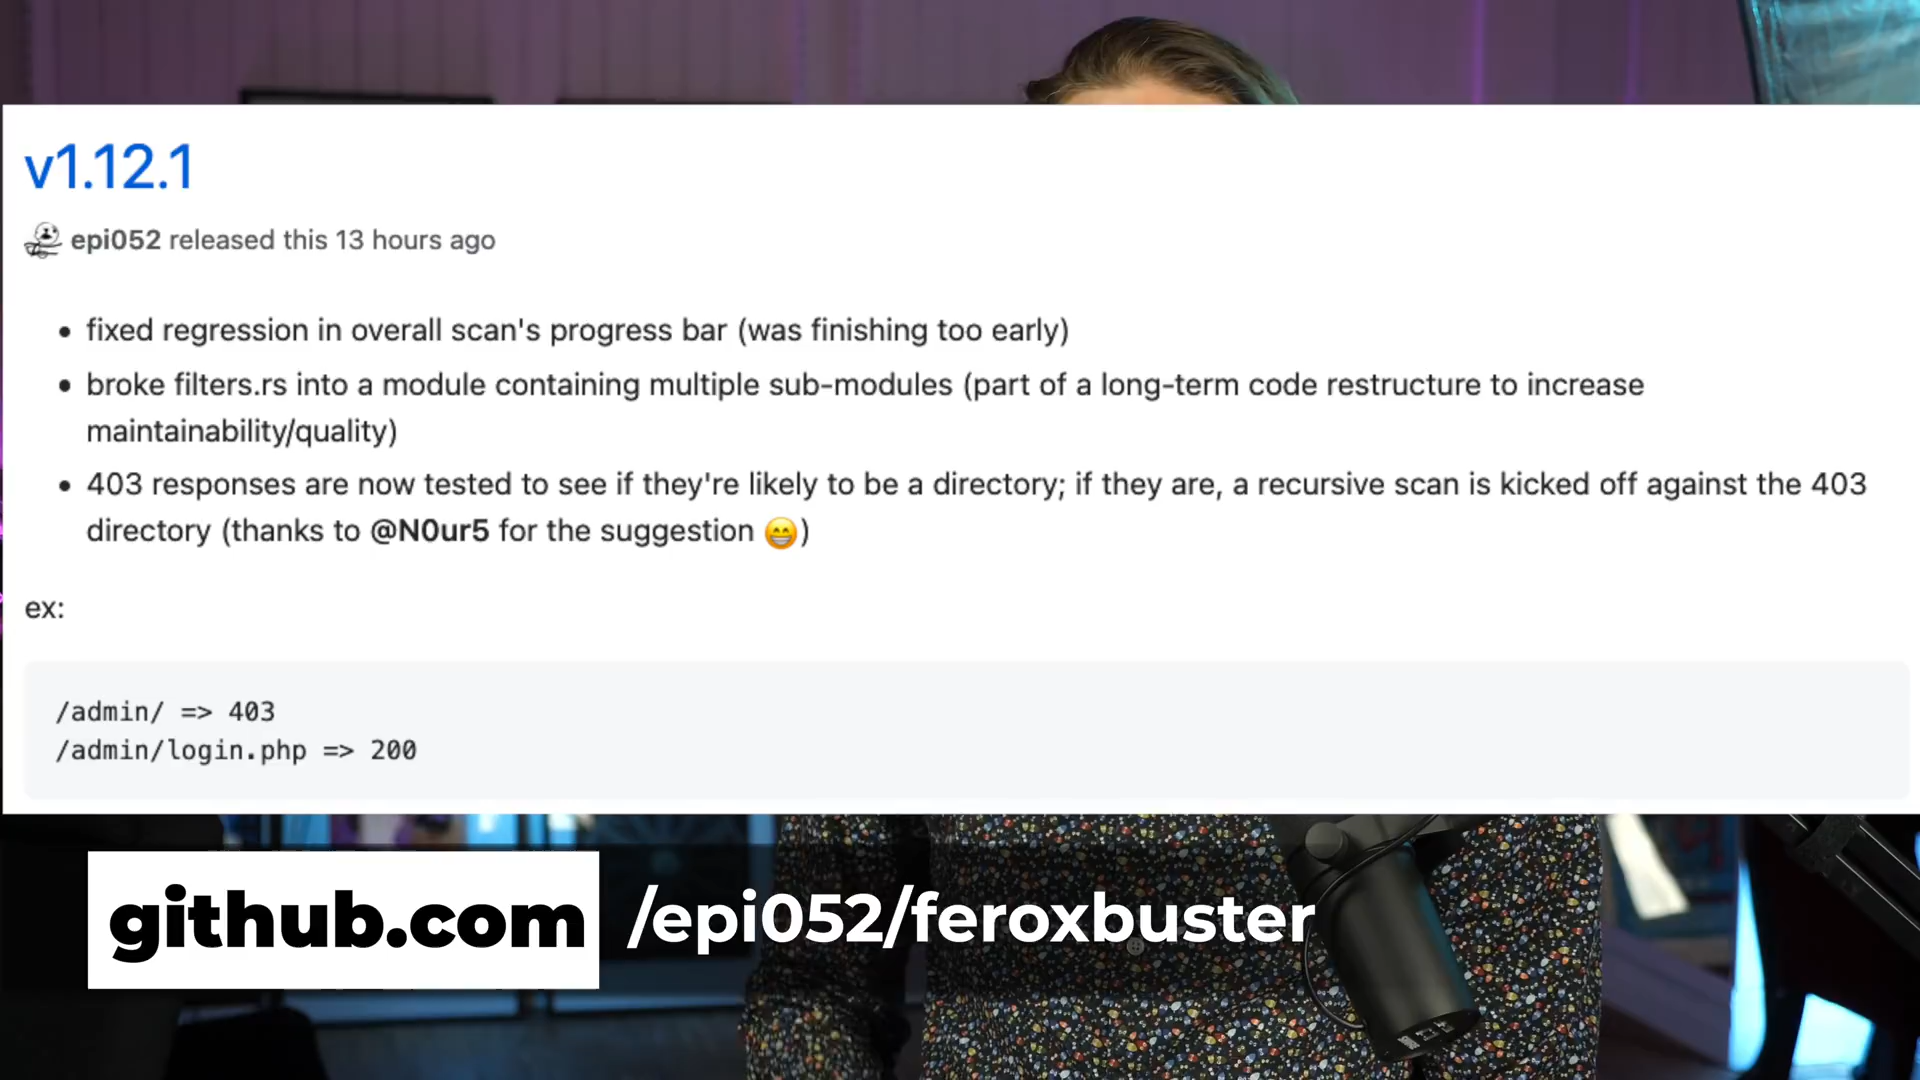 v1.12.1
epi052 released this 13 hours ago
• fixed regression in overall scan's progress bar (was finishing too early)
• broke filters.rs into a module containing multiple sub-modules (part of a long-term code restructure to increase
maintainability/quality)
• 403 responses are now tested to see if they're likely to be a directory; if they are, a recursive scan is kicked off against the 403
directory (thanks to @N0ur5 for the suggestion 😁)
ex:
/admin/ => 403
/admin/login.php => 200
github.com /epi052/feroxbuster